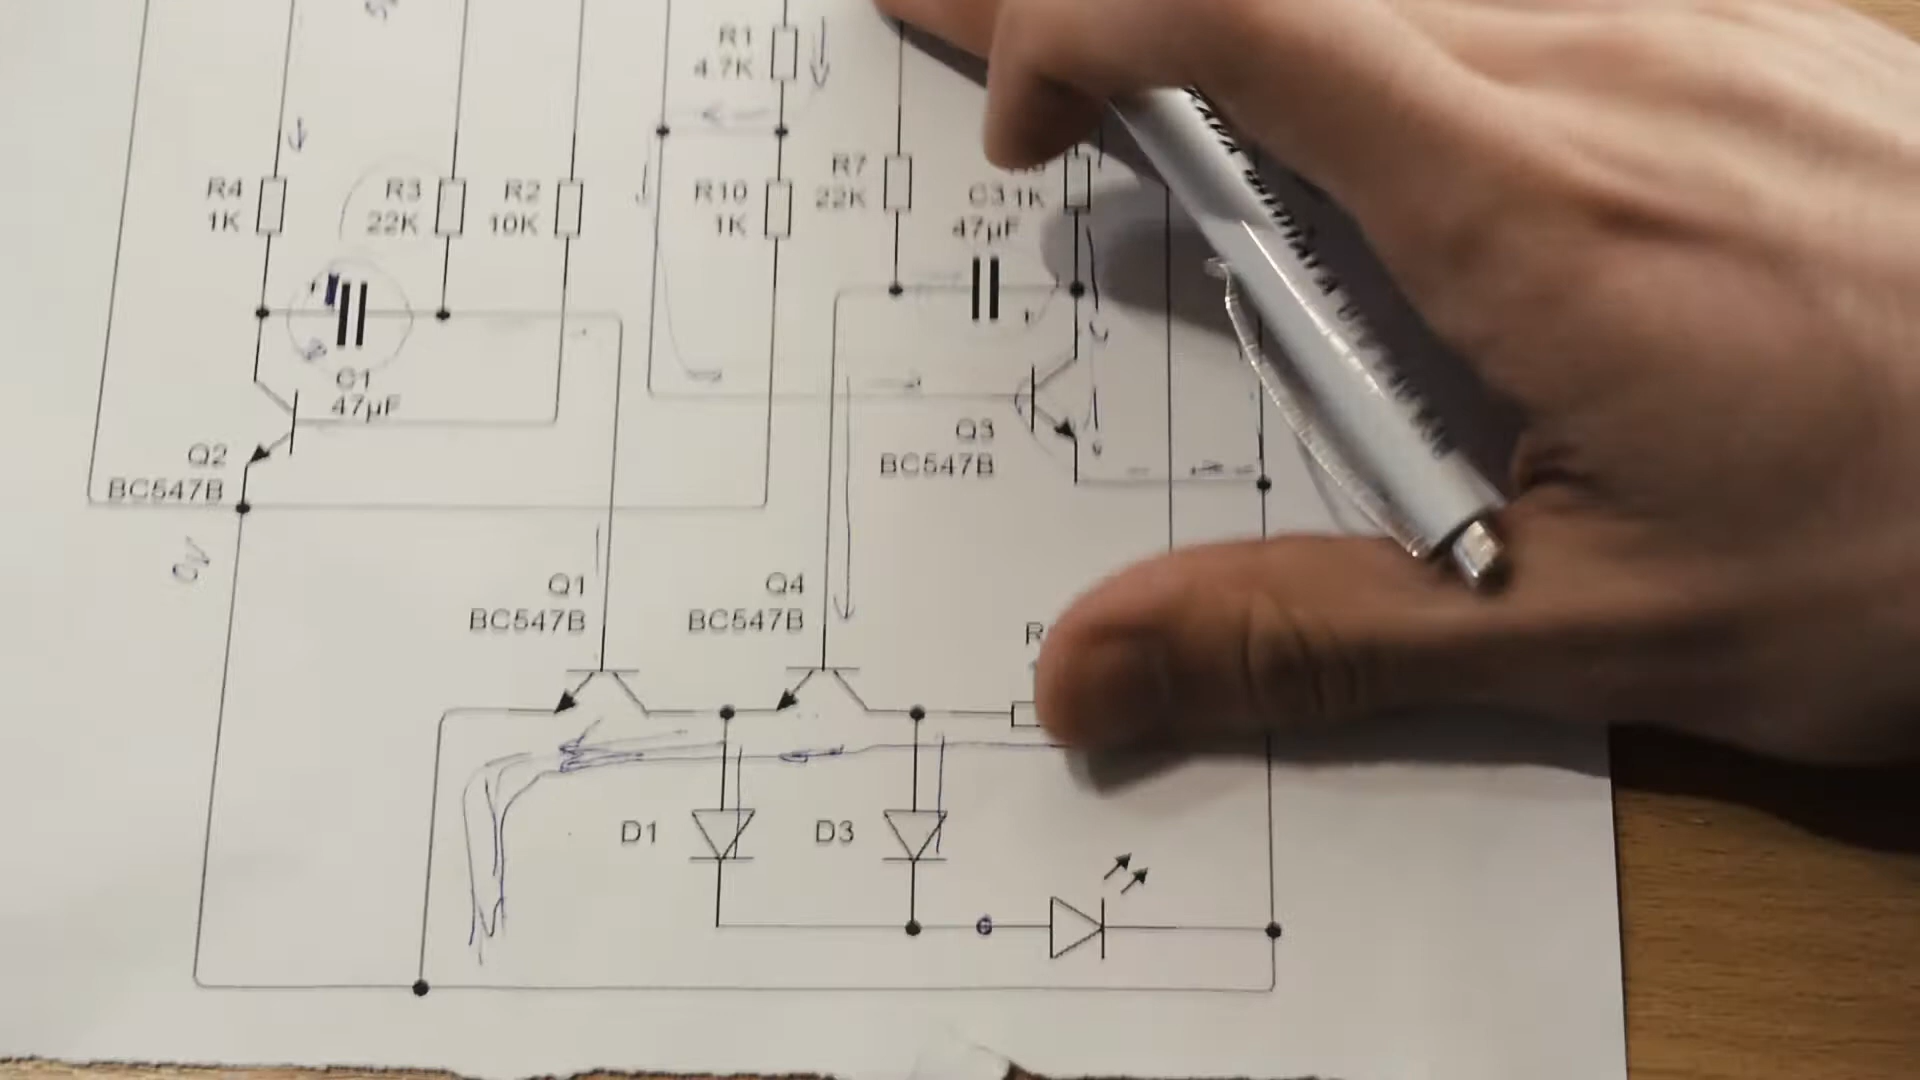 R1
4.7K
R4
1K
R3
22K
R2
10K
R10
1K
R7
22K
C3 1K
47µF
C1
47µF
Q2
BC547B
Q3
BC547B
0V
Q1
BC547B
Q4
BC547B
D1
D3